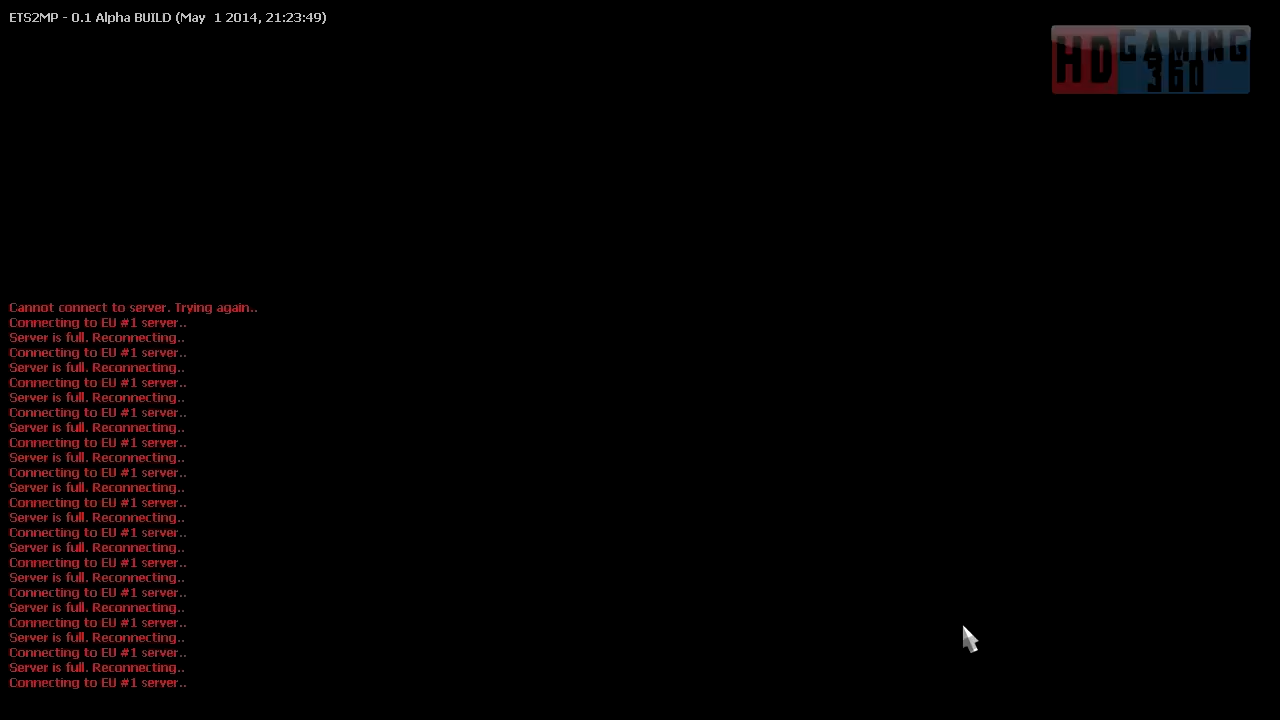 ETS2MP - 0.1 Alpha BUILD (May  1 2014, 21:23:49)
HD GAMING 360
Cannot connect to server. Trying again..
Connecting to EU #1 server..
Server is full. Reconnecting..
Connecting to EU #1 server..
Server is full. Reconnecting..
Connecting to EU #1 server..
Server is full. Reconnecting..
Connecting to EU #1 server..
Server is full. Reconnecting..
Connecting to EU #1 server..
Server is full. Reconnecting..
Connecting to EU #1 server..
Server is full. Reconnecting..
Connecting to EU #1 server..
Server is full. Reconnecting..
Connecting to EU #1 server..
Server is full. Reconnecting..
Connecting to EU #1 server..
Server is full. Reconnecting..
Connecting to EU #1 server..
Server is full. Reconnecting..
Connecting to EU #1 server..
Server is full. Reconnecting..
Connecting to EU #1 server..
Server is full. Reconnecting..
Connecting to EU #1 server..